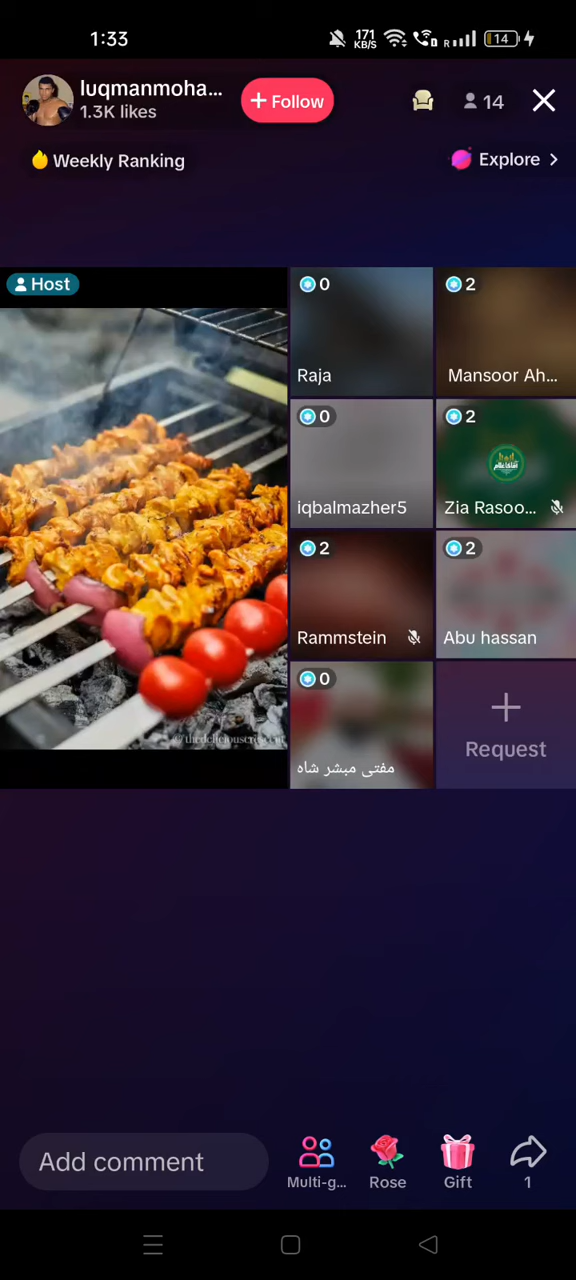 1:33
171
KB/S
R
14
luqmanmoha...
1.3K likes
+ Follow
14
Weekly Ranking
Explore >
Host
0
Raja
2
Mansoor Ah...
0
iqbalmazher5
2
Zia Rasoo...
2
Rammstein
2
Abu hassan
0
مفتی مبشر شاہ
+
Request
Add comment
Multi-g...
Rose
Gift
1